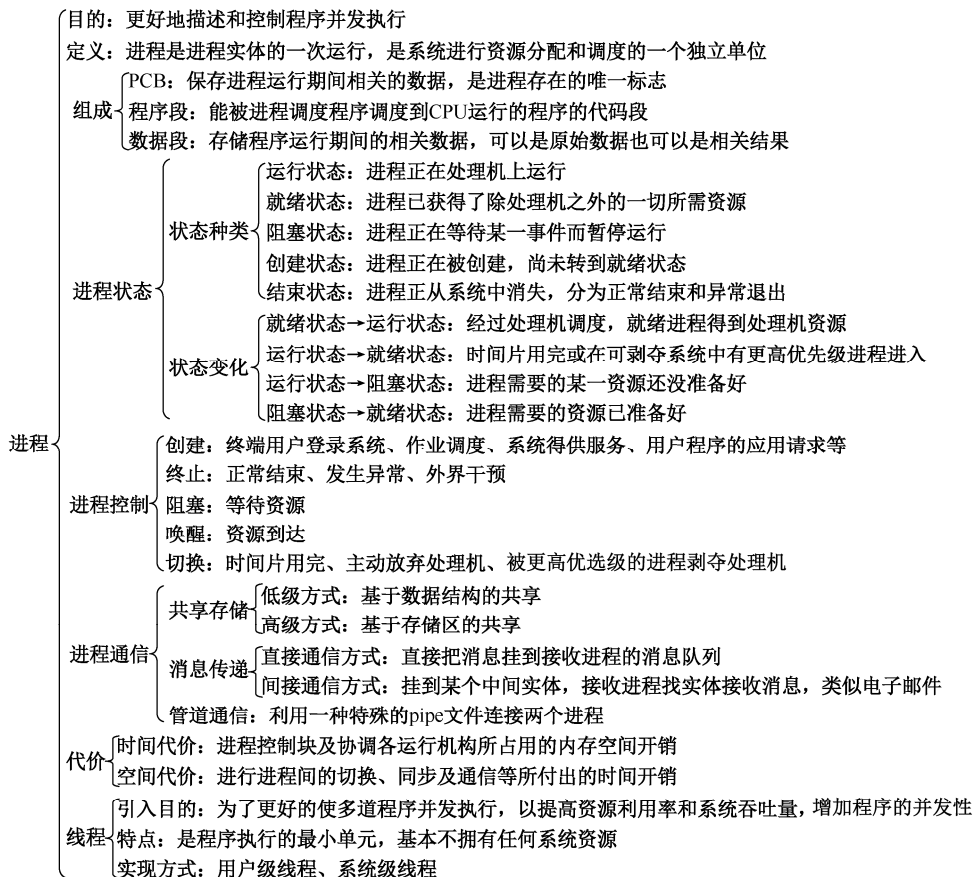 目的：更好地描述和控制程序并发执行
定义：进程是进程实体的一次运行，是系统进行资源分配和调度的一个独立单位
PCB：保存进程运行期间相关的数据，是进程存在的唯一标志
组成
程序段：能被进程调度程序调度到CPU运行的程序的代码段
数据段：存储程序运行期间的相关数据，可以是原始数据也可以是相关结果
运行状态：进程正在处理机上运行
就绪状态：进程已获得了除处理机之外的一切所需资源
状态种类
阻塞状态：进程正在等待某一事件而暂停运行
创建状态：进程正在被创建，尚未转到就绪状态
进程状态
结束状态：进程正从系统中消失，分为正常结束和异常退出
就绪状态→运行状态：经过处理机调度，就绪进程得到处理机资源
运行状态→就绪状态：时间片用完或在可剥夺系统中有更高优先级进程进入
状态变化
运行状态→阻塞状态：进程需要的某一资源还没准备好
阻塞状态→就绪状态：进程需要的资源已准备好
进程
创建：终端用户登录系统、作业调度、系统得供服务、用户程序的应用请求等
终止：正常结束、发生异常、外界干预
进程控制
阻塞：等待资源
唤醒：资源到达
切换：时间片用完、主动放弃处理机、被更高优选级的进程剥夺处理机
共享存储
低级方式：基于数据结构的共享
高级方式：基于存储区的共享
进程通信
消息传递
直接通信方式：直接把消息挂到接收进程的消息队列
间接通信方式：挂到某个中间实体，接收进程找实体接收消息，类似电子邮件
管道通信：利用一种特殊的pipe文件连接两个进程
代价
时间代价：进程控制块及协调各运行机构所占用的内存空间开销
空间代价：进行进程间的切换、同步及通信等所付出的时间开销
引入目的：为了更好的使多道程序并发执行，以提高资源利用率和系统吞吐量，增加程序的并发性
线程
特点：是程序执行的最小单元，基本不拥有任何系统资源
实现方式：用户级线程、系统级线程